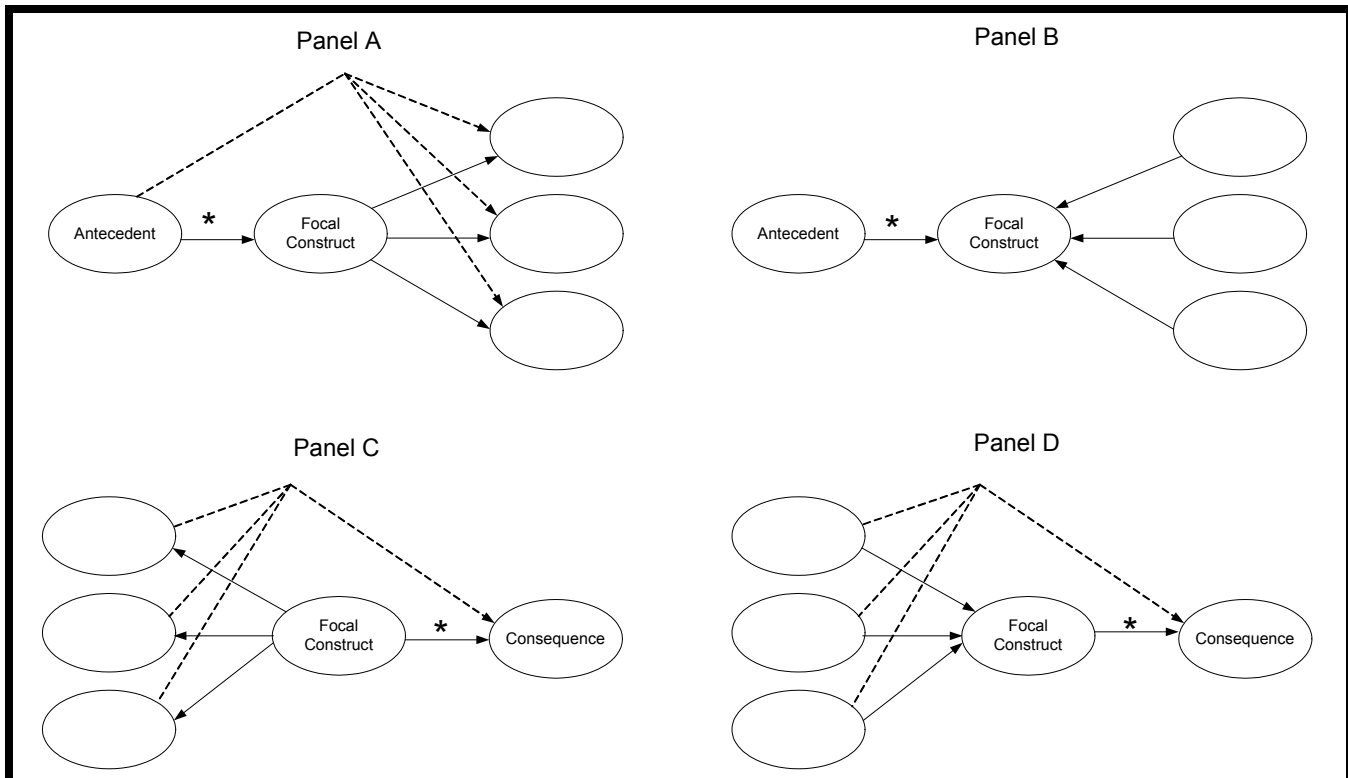 Panel A
Antecedent
*
Focal
Construct
Panel B
Antecedent
*
Focal
Construct
Panel C
Focal
Construct
*
Consequence
Panel D
Focal
Construct
*
Consequence